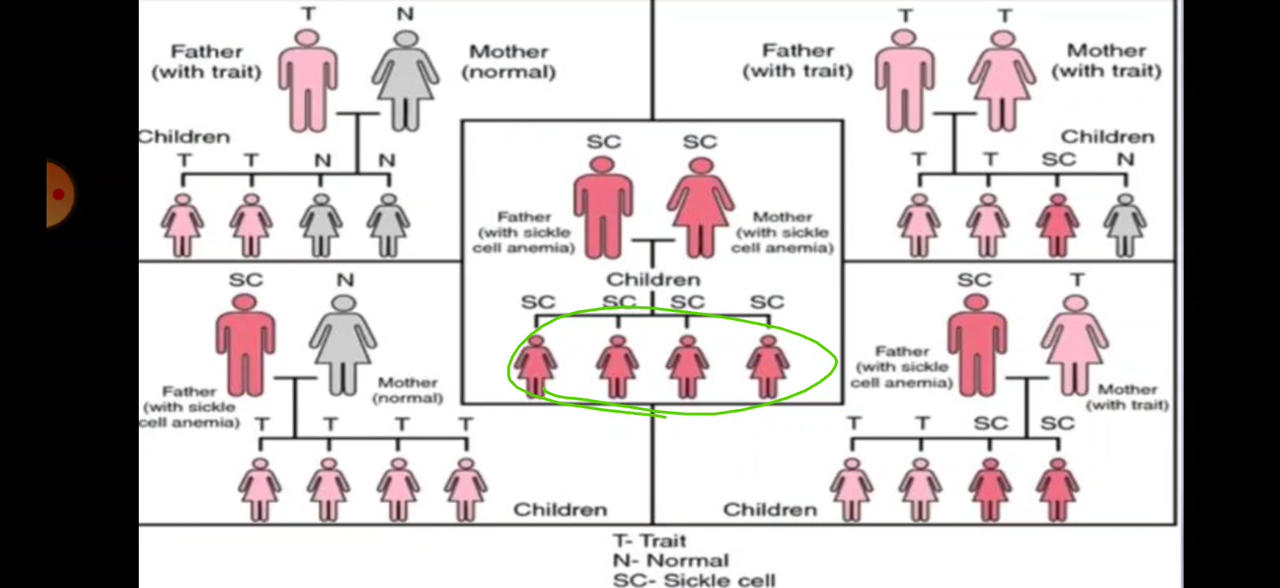 T N
Father
(with trait)
Mother
(normal)
Children
T T N N
T T
Father
(with trait)
Mother
(with trait)
Children
T T SC N
SC SC
Father
(with sickle
cell anemia)
Mother
(with sickle
cell anemia)
Children
SC SC SC SC
SC N
Father
(with sickle
cell anemia)
Mother
(normal)
T T T T
Children
SC T
Father
(with sickle
cell anemia)
Mother
(with trait)
T T SC SC
Children
T- Trait
N- Normal
SC- Sickle cell